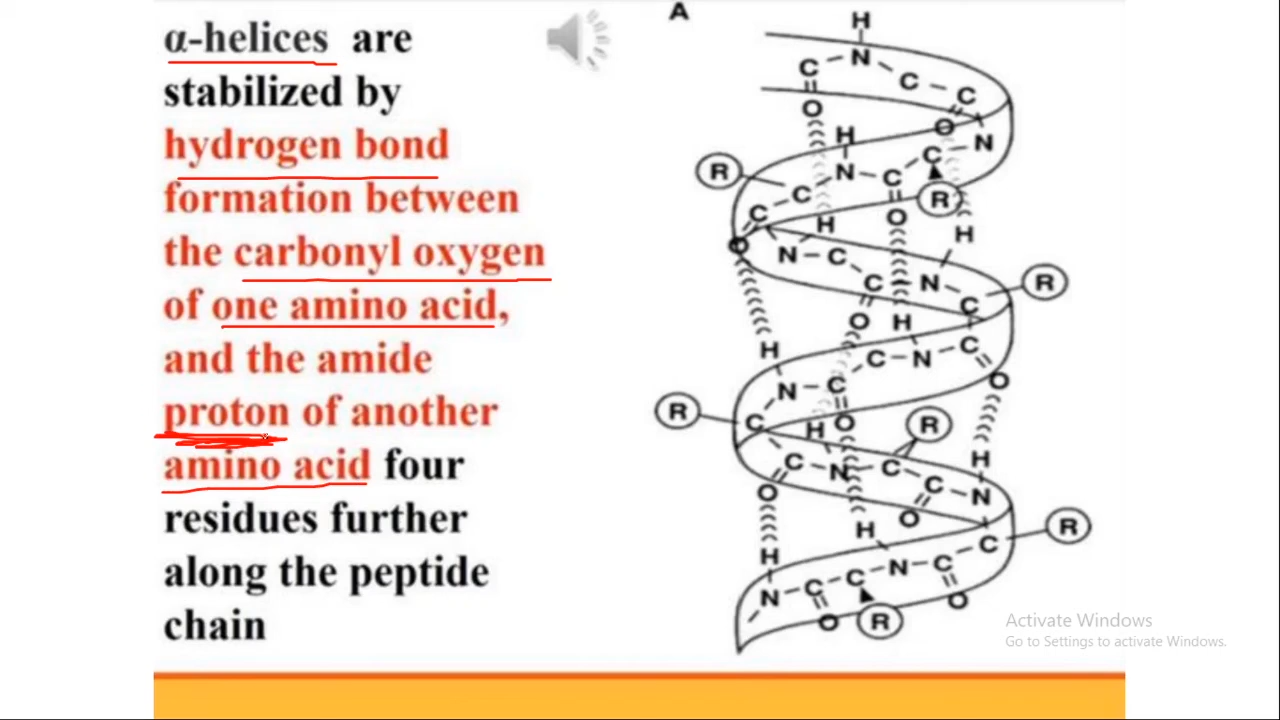 α-helices are
stabilized by
hydrogen bond
formation between
the carbonyl oxygen
of one amino acid,
and the amide
proton of another
amino acid four
residues further
along the peptide
chain
A
H
C N C C
O
H O N
R N C C
C R
C O
H H
O N C
N R
C C
O H
O
H C N C
N C O
R C
H O R
H
C N C C N
O O
H R
H C
N C C N C
O R O
Activate Windows
Go to Settings to activate Windows.